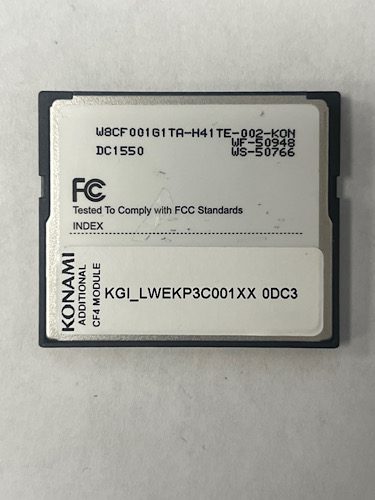 W8CF001G1TA-H41TE-002-KON
WF-50948
DC1550 WS-50766
FC
Tested To Comply with FCC Standards
INDEX
KONAMI
ADDITIONAL
CF4 MODULE
KGI_LWEKP3C001XX 0DC3